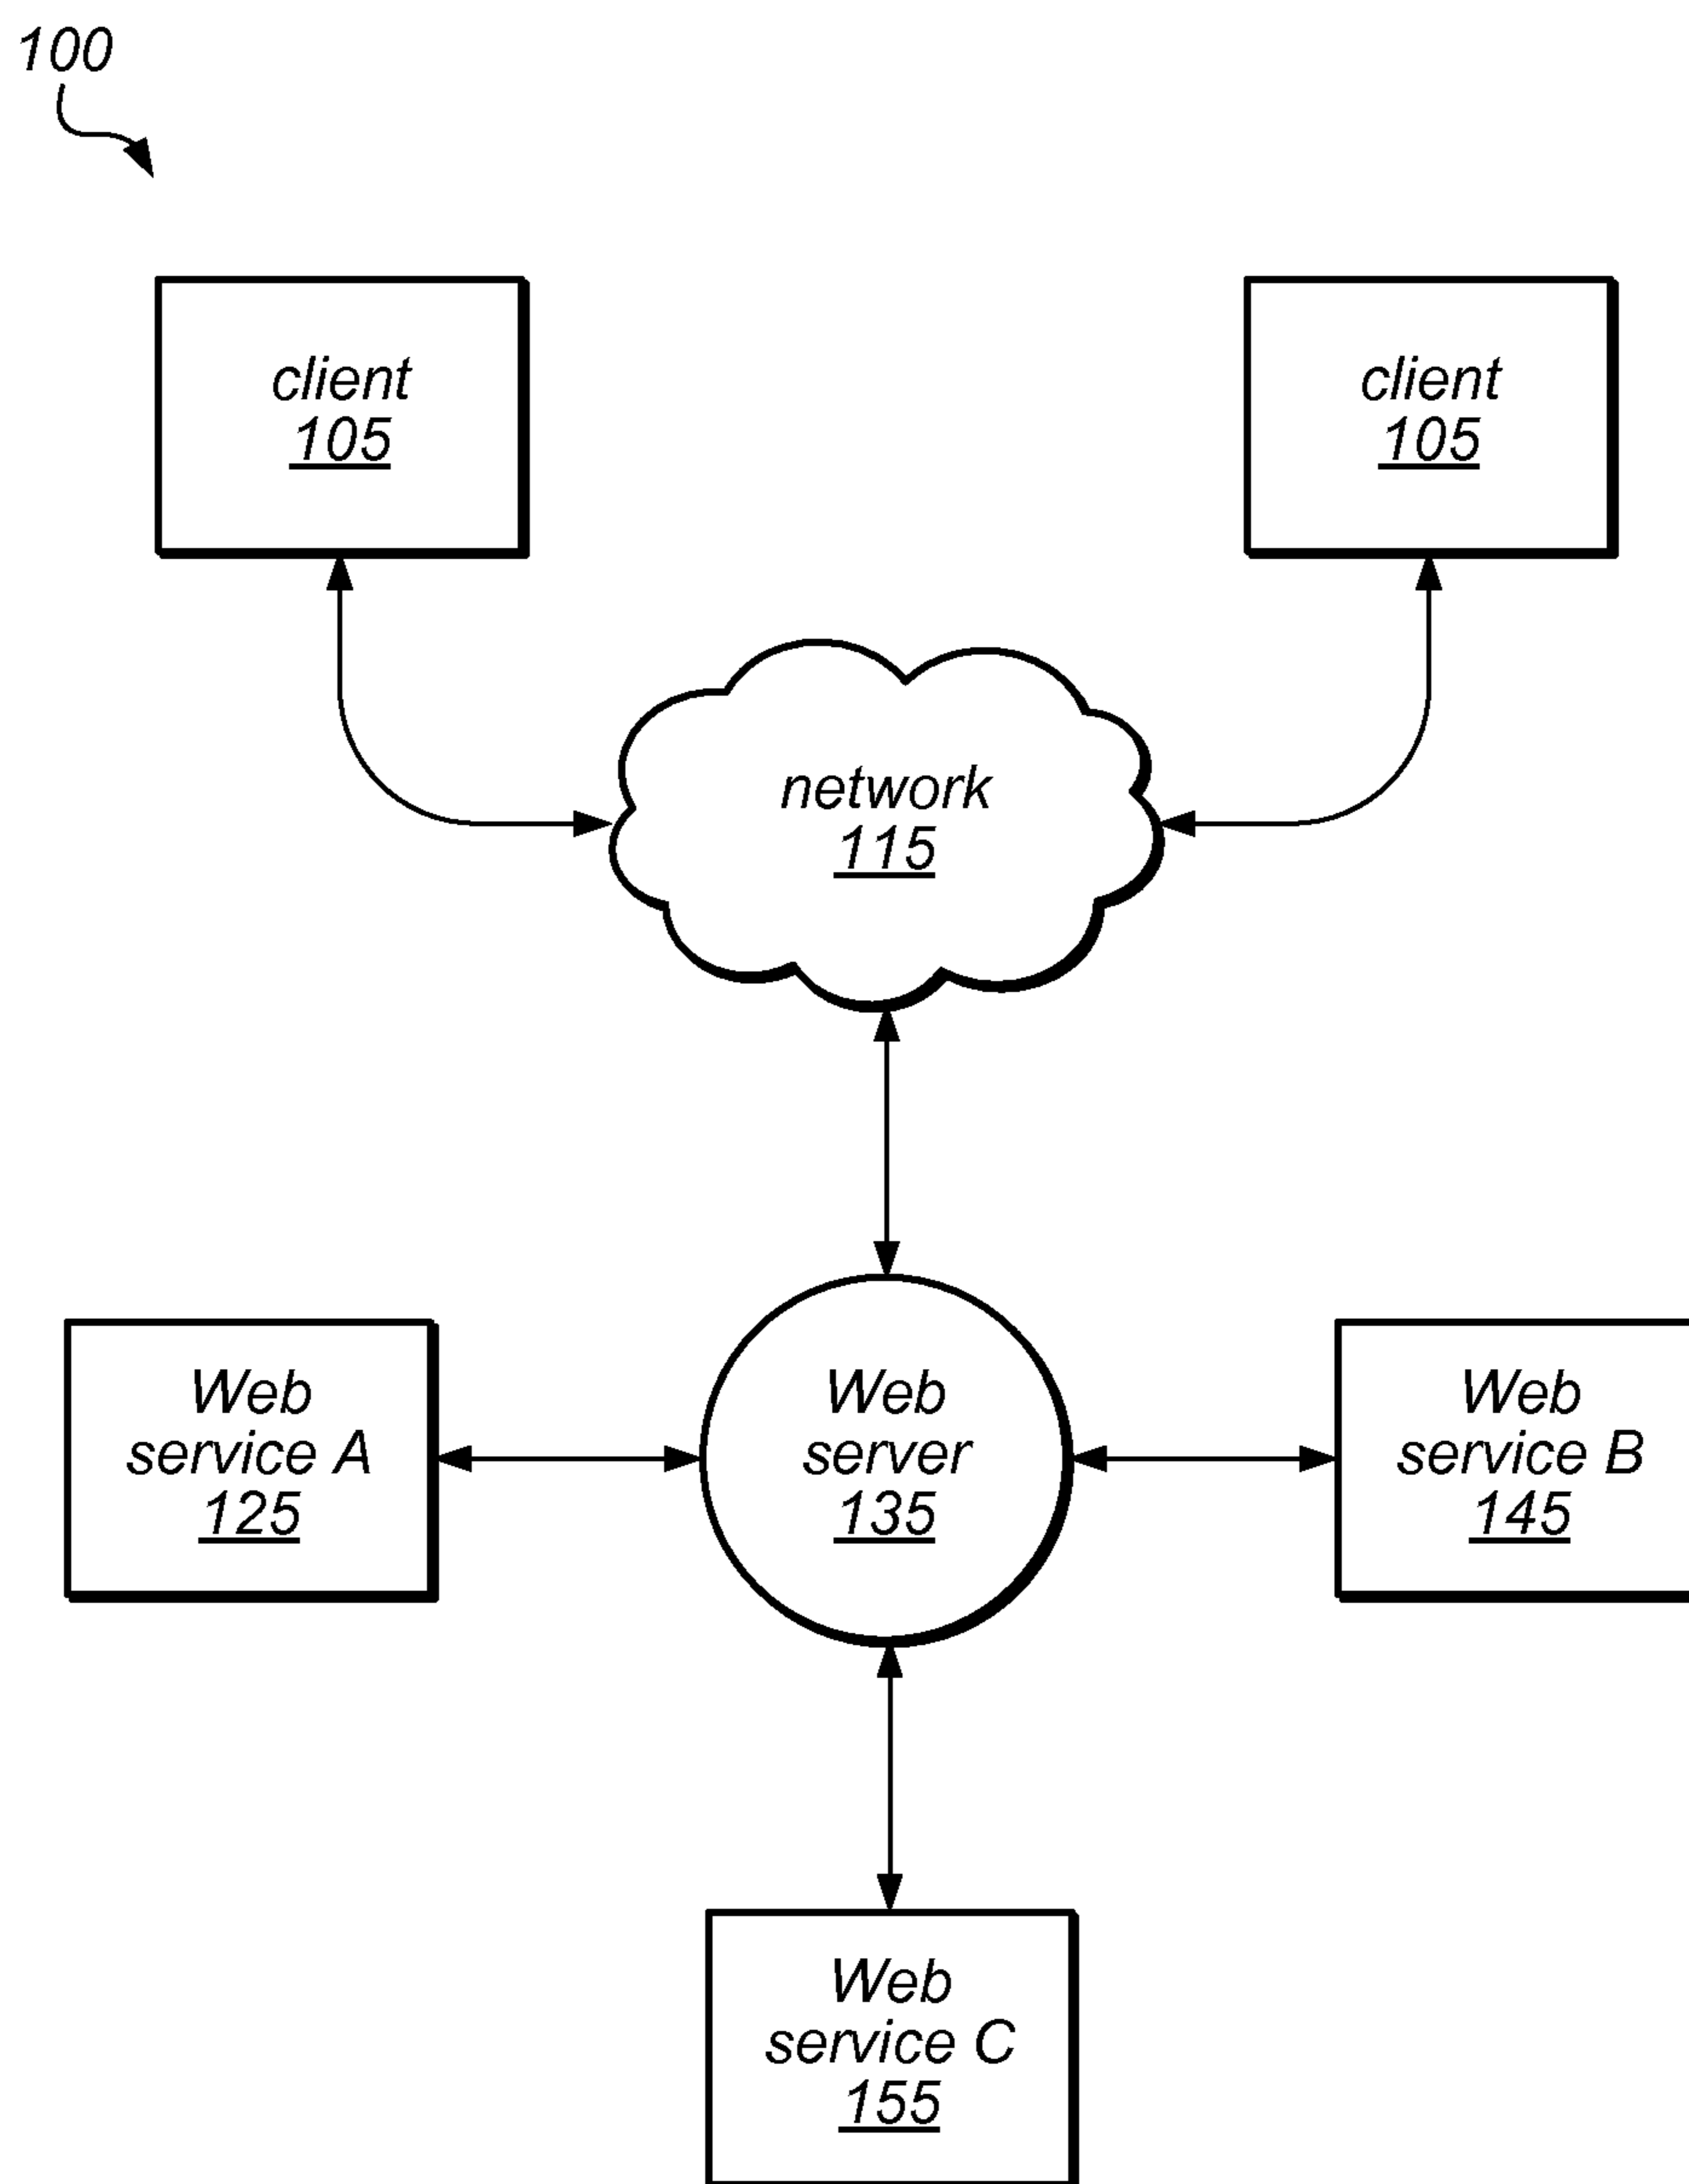 100
client
105
client
105
network
115
Web
service A
125
Web
server
135
Web
service B
145
Web
service C
155